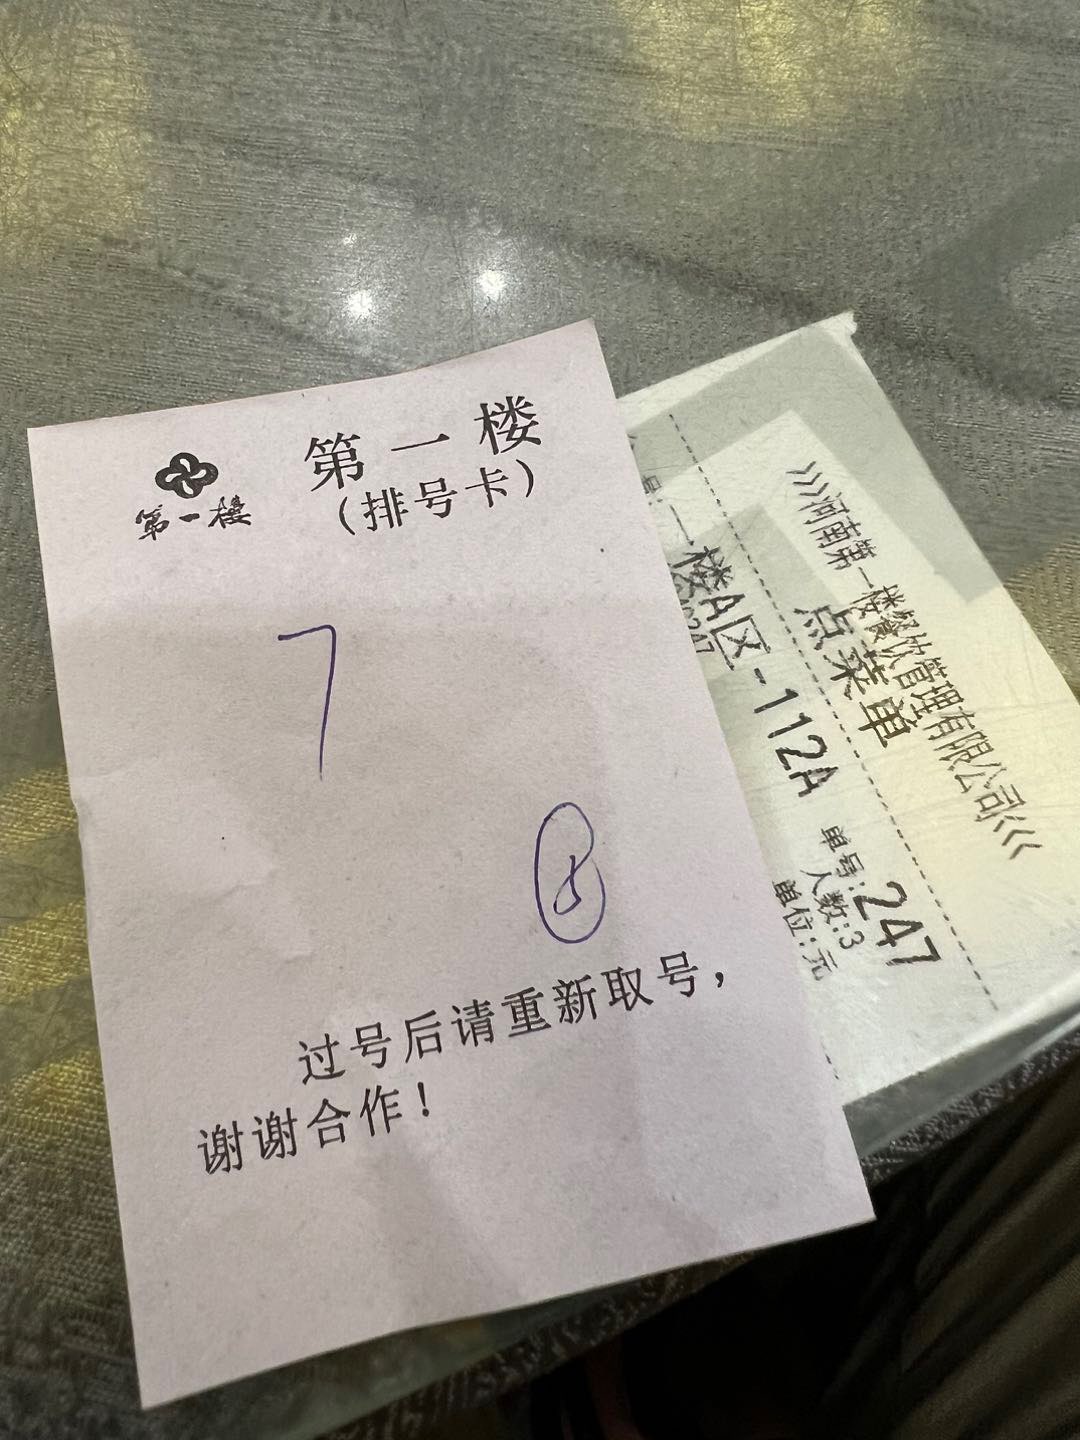 第一楼
第一楼
(排号卡)
7
过号后请重新取号，
谢谢合作！
>>>河南第一楼餐饮管理有限公司<<<
点菜单
一楼A区-112A
单号:247
人数:3
单位:元